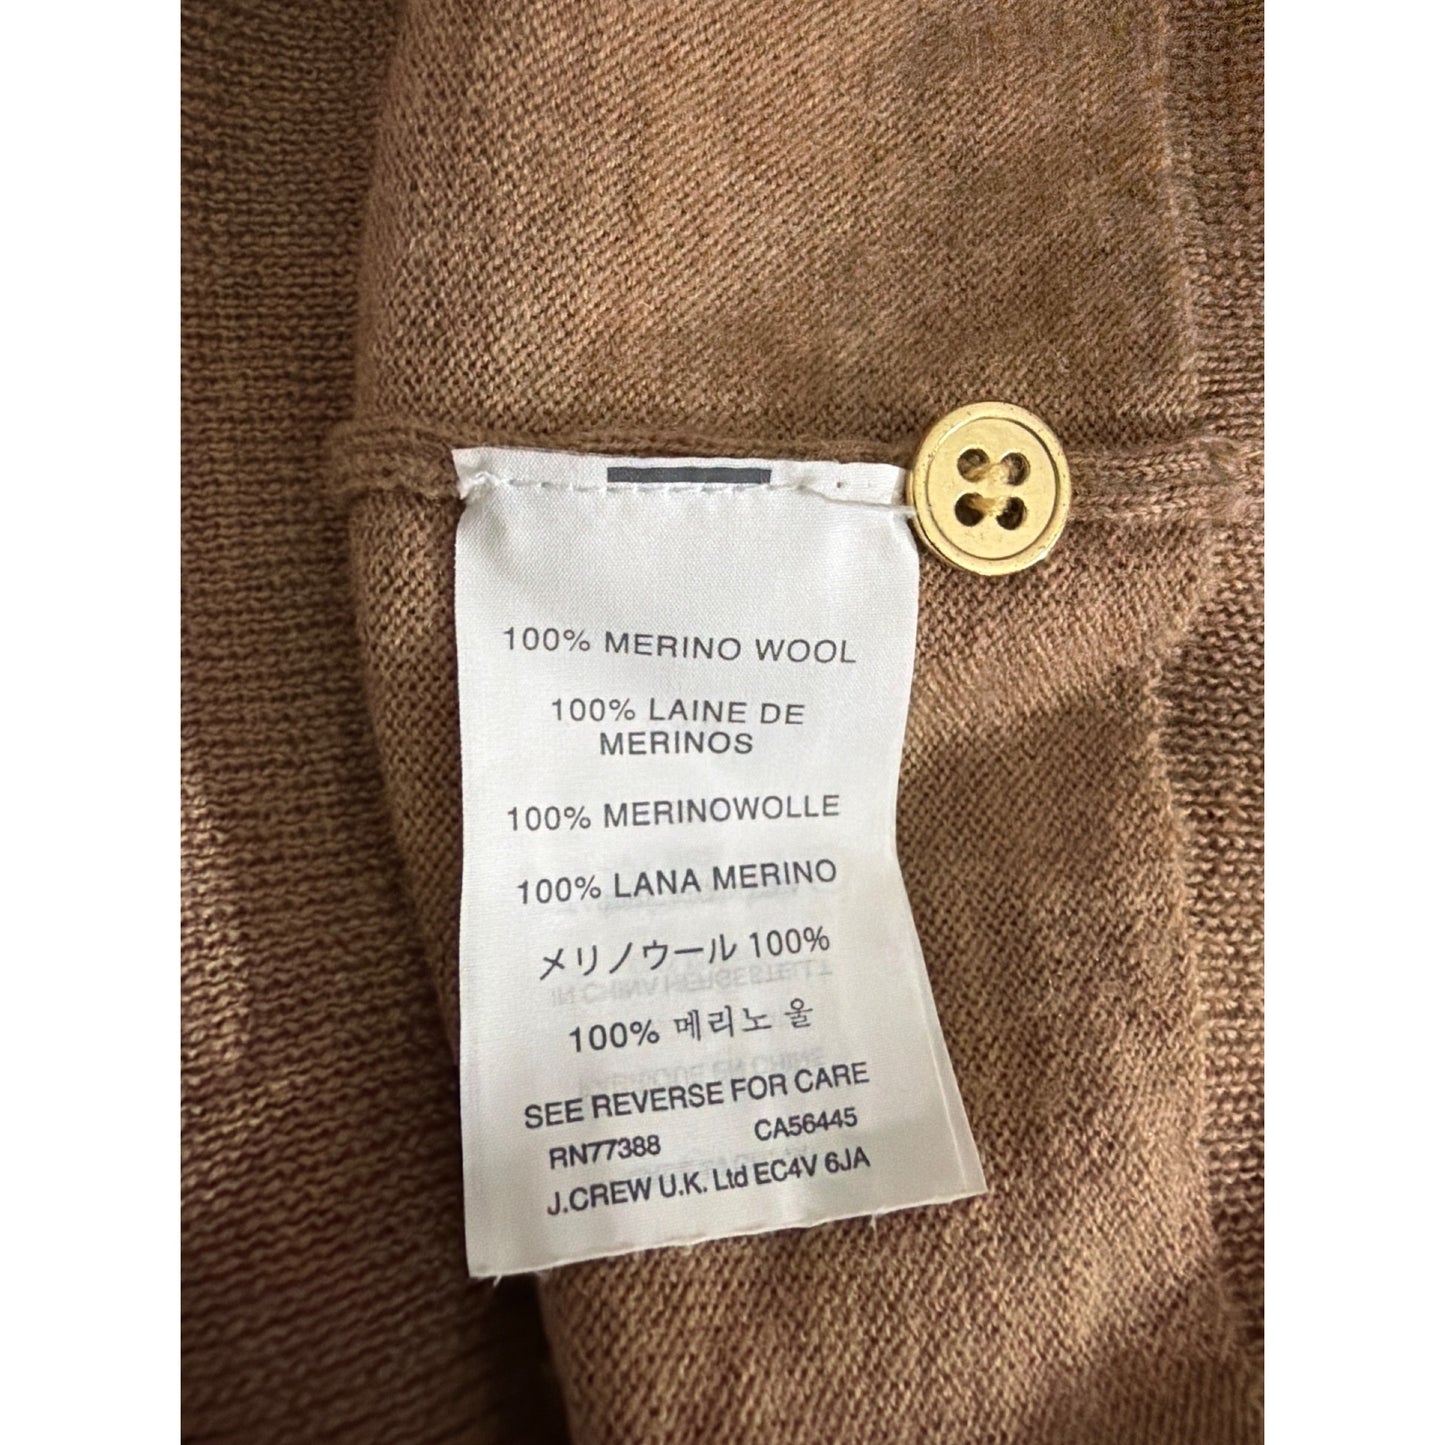 100% MERINO WOOL
100% LAINE DE
MERINOS
100% MERINOWOLLE
100% LANA MERINO
メリノウール 100%
100% 메리노 울
SEE REVERSE FOR CARE
RN77388 CA56445
J.CREW U.K. Ltd EC4V 6JA